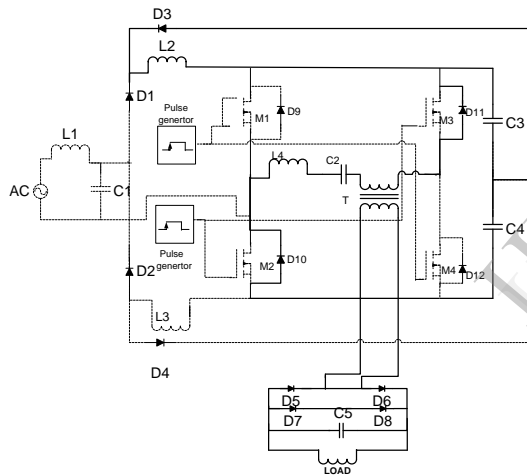 D3
L2
D1
Pulse
genertor
M1
D9
M3
D11
C3
L1
L4
C2
AC
C1
T
C4
Pulse
genertor
D2
M2
D10
M4
D12
L3
D4
D5
D6
D7
C5
D8
LOAD